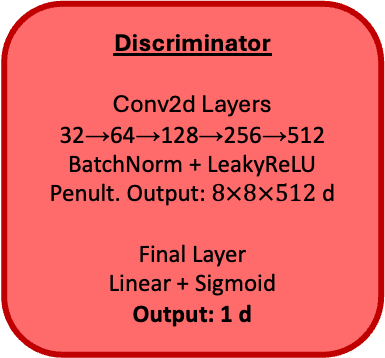 Discriminator
Conv2d Layers
32→64→128→256→512
BatchNorm + LeakyReLU
Penult. Output: 8×8×512 d
Final Layer
Linear + Sigmoid
Output: 1 d